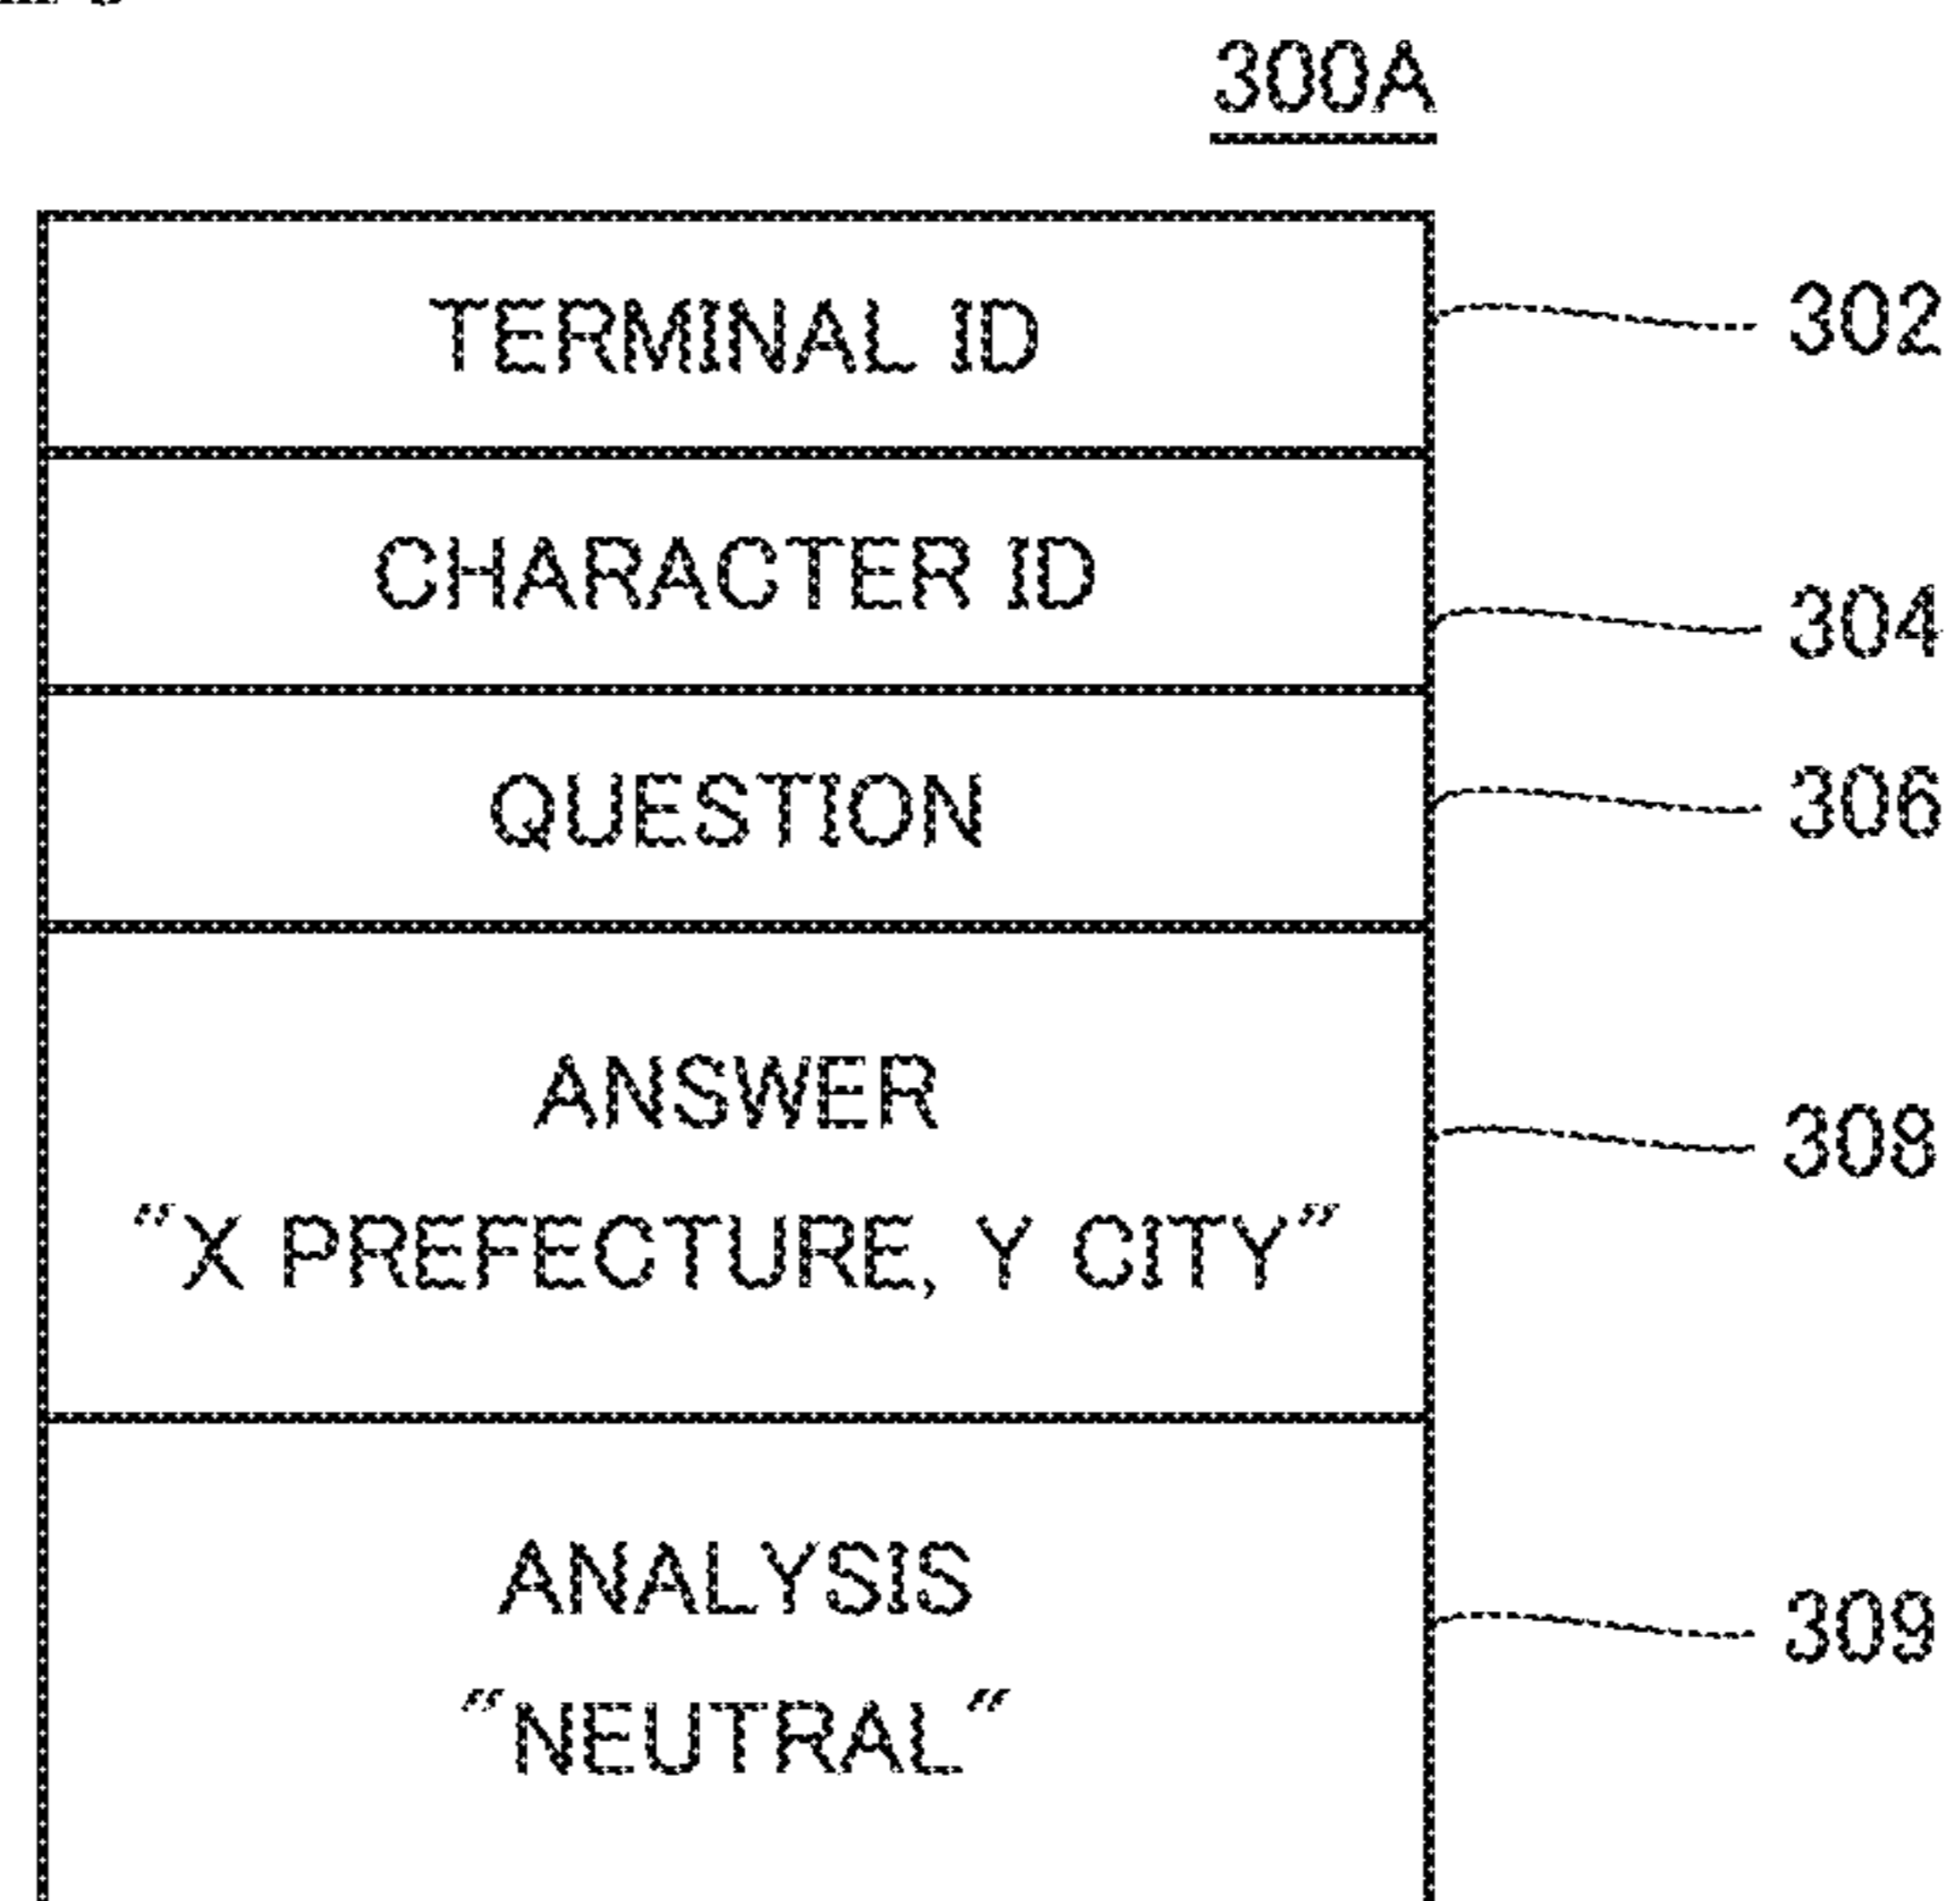 300A
TERMINAL ID 302
CHARACTER ID 304
QUESTION 306
ANSWER 308
"X PREFECTURE, Y CITY"
ANALYSIS 309
"NEUTRAL"